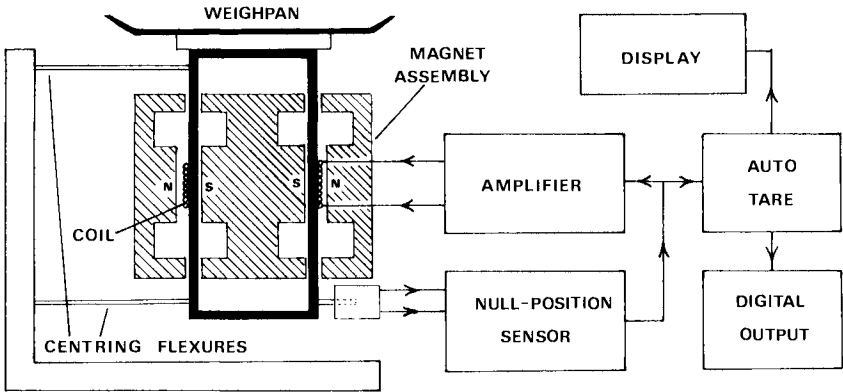 WEIGHPAN
MAGNET
ASSEMBLY
DISPLAY
AMPLIFIER
AUTO
TARE
N S S N
COIL
NULL-POSITION
SENSOR
DIGITAL
OUTPUT
CENTRING FLEXURES